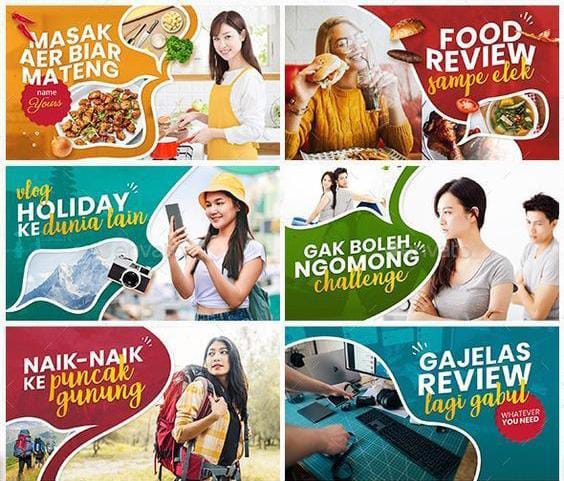 MASAK
AER BIAR
MATENG
name
Yours
FOOD
REVIEW
sampe elek
vlog
HOLIDAY
KE dunia lain
GAK BOLEH
NGOMONG
challenge
NAIK-NAIK
KE puncak
gunung
GAJELAS
REVIEW
lagi gabut
WHATEVER
YOU NEED